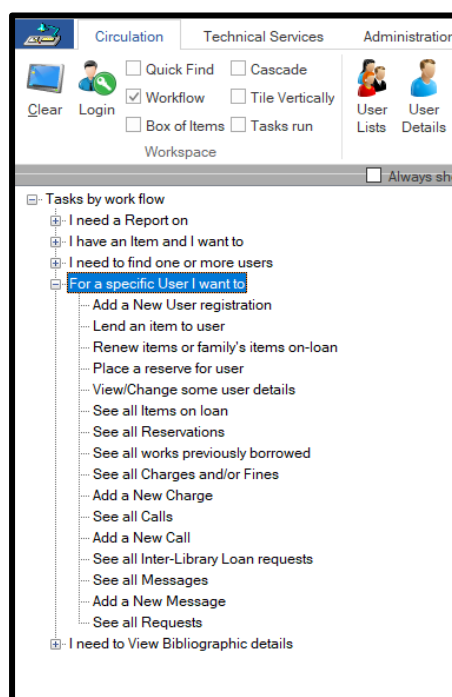 Circulation Technical Services Administration
Quick Find Cascade
Workflow Tile Vertically
Box of Items Tasks run
Clear Login User Lists User Details
Workspace
Always sh
Tasks by work flow
I need a Report on
I have an Item and I want to
I need to find one or more users
For a specific User I want to
Add a New User registration
Lend an item to user
Renew items or family's items on-loan
Place a reserve for user
View/Change some user details
See all Items on loan
See all Reservations
See all works previously borrowed
See all Charges and/or Fines
Add a New Charge
See all Calls
Add a New Call
See all Inter-Library Loan requests
See all Messages
Add a New Message
See all Requests
I need to View Bibliographic details